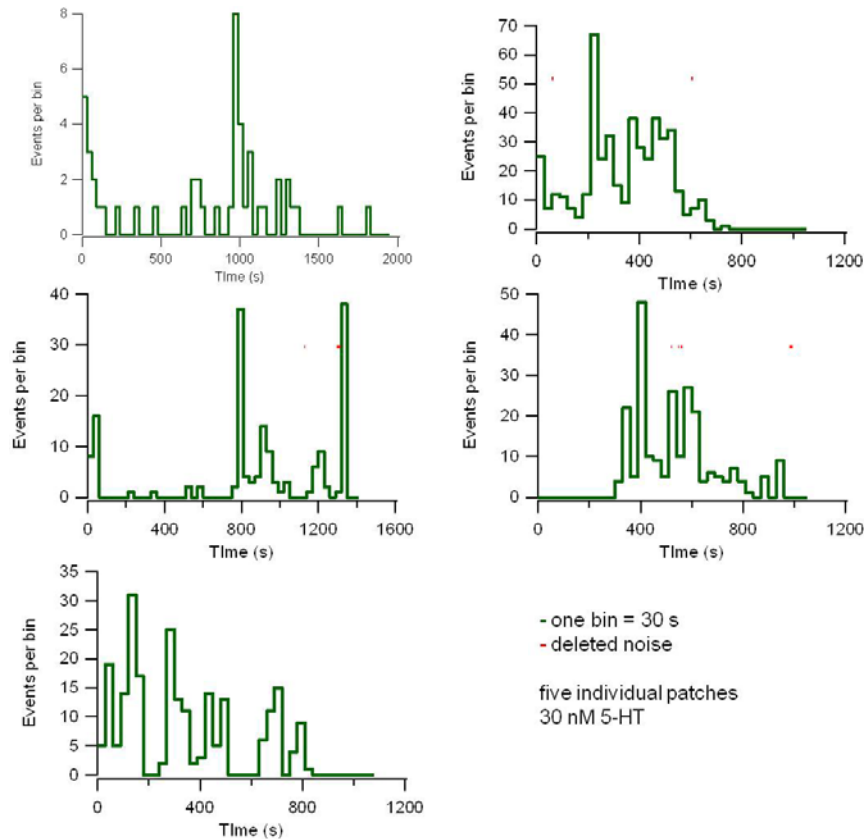 8
6
4
2
0
Events per bin
0 500 1000 1500 2000
TIme (s)
70
60
50
40
30
20
10
0
Events per bin
0 400 800 1200
TIme (s)
40
30
20
10
0
Events per bin
0 400 800 1200 1600
TIme (s)
50
40
30
20
10
0
Events per bin
0 400 800 1200
TIme (s)
35
30
25
20
15
10
5
0
Events per bin
0 400 800 1200
TIme (s)
- one bin = 30 s
- deleted noise
five individual patches
30 nM 5-HT